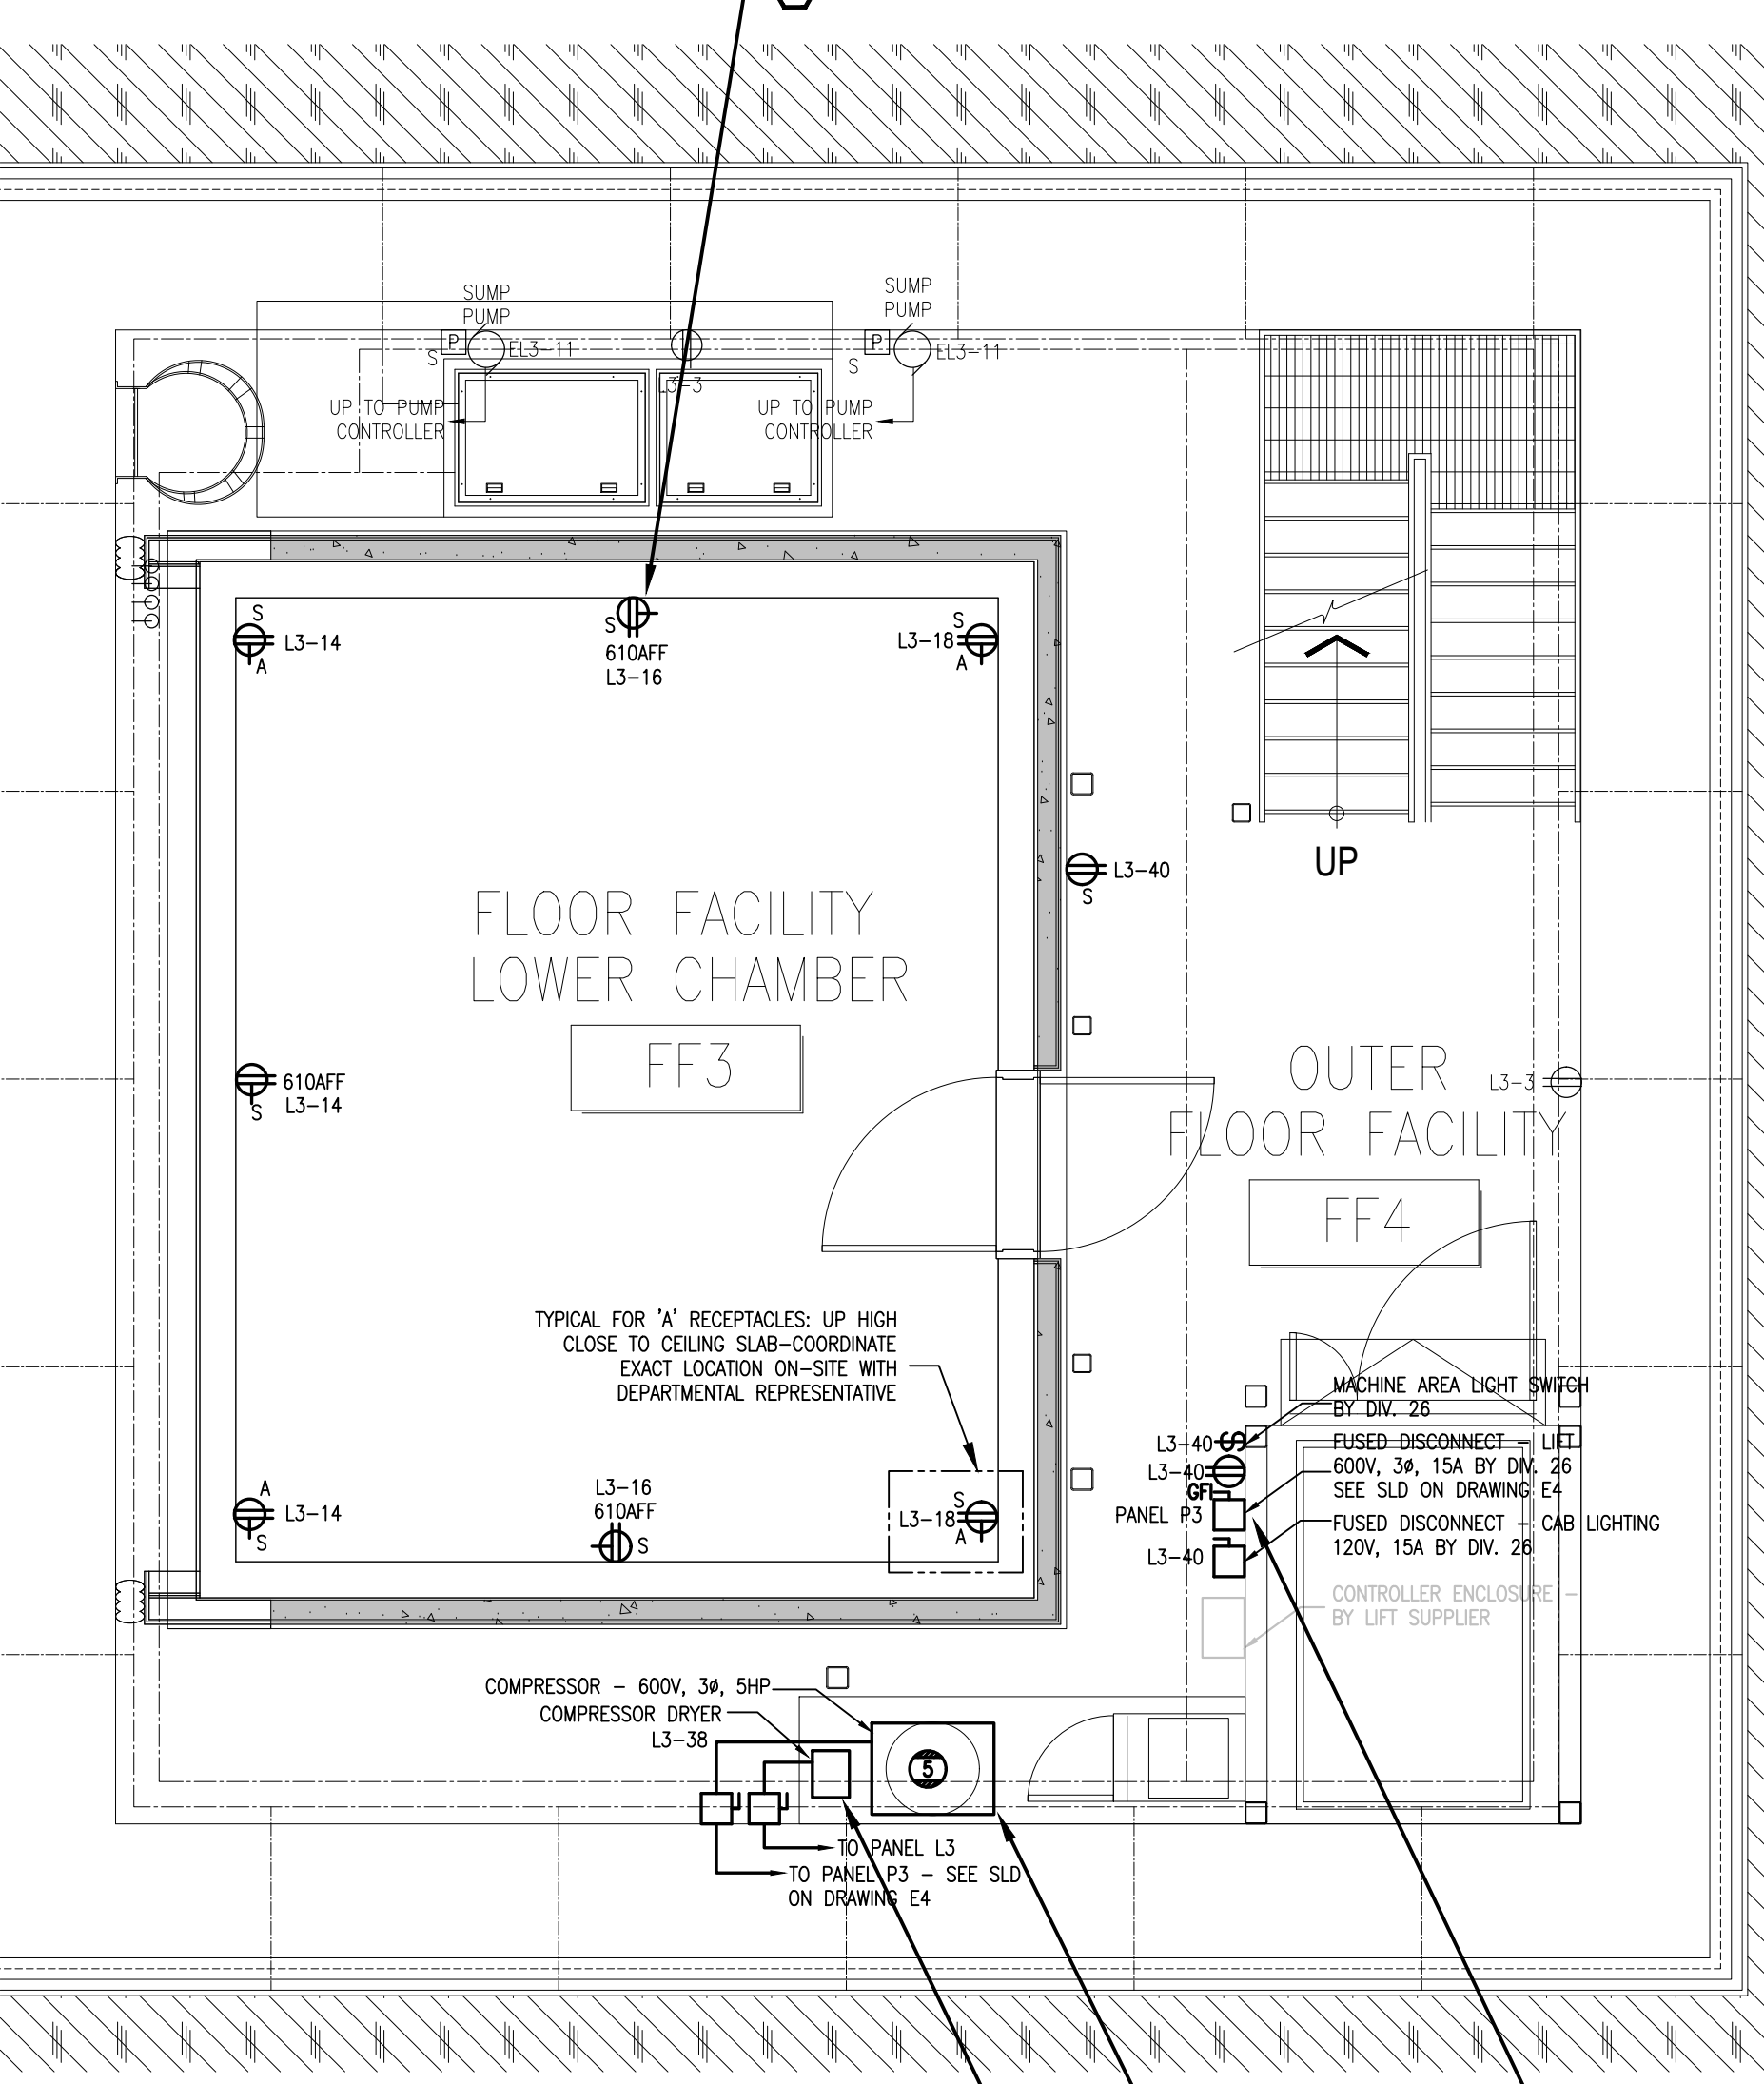 SUMP
PUMP
P
S
EL3-11
UP TO PUMP
CONTROLLER
3-3
SUMP
PUMP
P
S
EL3-11
UP TO PUMP
CONTROLLER
S
L3-14
A
S
610AFF
L3-16
S
L3-18
A
UP
L3-40
S
FLOOR FACILITY
LOWER CHAMBER
FF3
610AFF
L3-14
S
OUTER
FLOOR FACILITY
FF4
L3-3
TYPICAL FOR 'A' RECEPTACLES: UP HIGH
CLOSE TO CEILING SLAB-COORDINATE
EXACT LOCATION ON-SITE WITH
DEPARTMENTAL REPRESENTATIVE
A
L3-14
S
L3-16
610AFF
S
S
L3-18
A
L3-40
S
L3-40
GFI
PANEL P3
L3-40
MACHINE AREA LIGHT SWITCH
BY DIV. 26
FUSED DISCONNECT - LIFT
600V, 3ø, 15A BY DIV. 26
SEE SLD ON DRAWING E4
FUSED DISCONNECT - CAB LIGHTING
120V, 15A BY DIV. 26
CONTROLLER ENCLOSURE -
BY LIFT SUPPLIER
COMPRESSOR - 600V, 3ø, 5HP
COMPRESSOR DRYER
L3-38
5
TO PANEL L3
TO PANEL P3 - SEE SLD
ON DRAWING E4